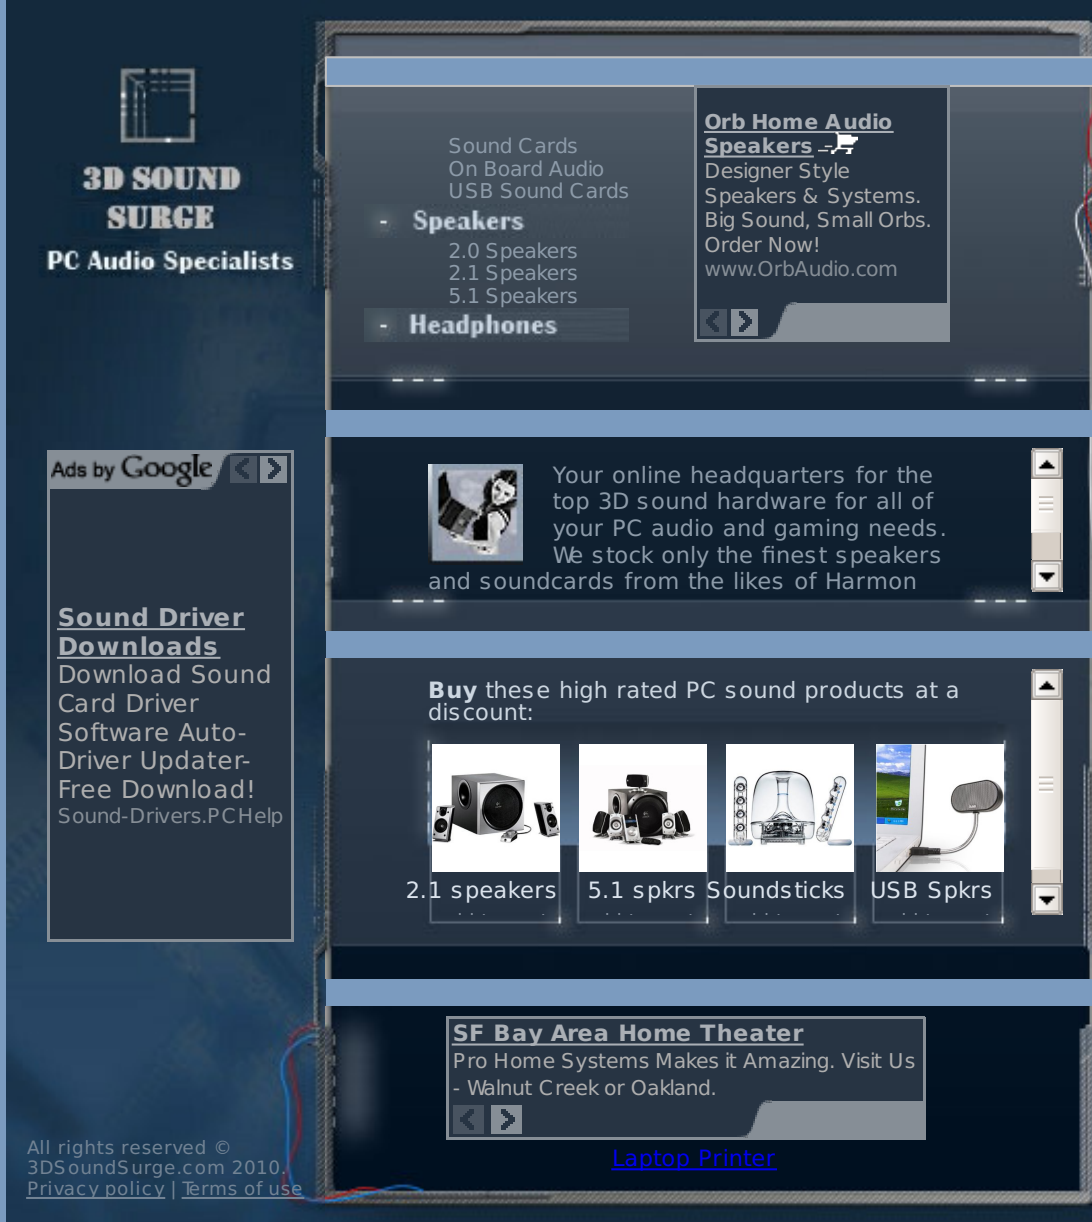 3D SOUND
SURGE
PC Audio Specialists
Sound Cards
On Board Audio
USB Sound Cards
- Speakers
2.0 Speakers
2.1 Speakers
5.1 Speakers
- Headphones
Orb Home Audio
Speakers
Designer Style
Speakers & Systems.
Big Sound, Small Orbs.
Order Now!
www.OrbAudio.com
Ads by Google
Sound Driver
Downloads
Download Sound
Card Driver
Software Auto-
Driver Updater-
Free Download!
Sound-Drivers.PCHelp
Your online headquarters for the
top 3D sound hardware for all of
your PC audio and gaming needs.
We stock only the finest speakers
and soundcards from the likes of Harmon
Buy these high rated PC sound products at a
discount:
2.1 speakers
5.1 spkrs
Soundsticks
USB Spkrs
SF Bay Area Home Theater
Pro Home Systems Makes it Amazing. Visit Us
- Walnut Creek or Oakland.
Laptop Printer
All rights reserved ©
3DSoundSurge.com 2010.
Privacy policy | Terms of use